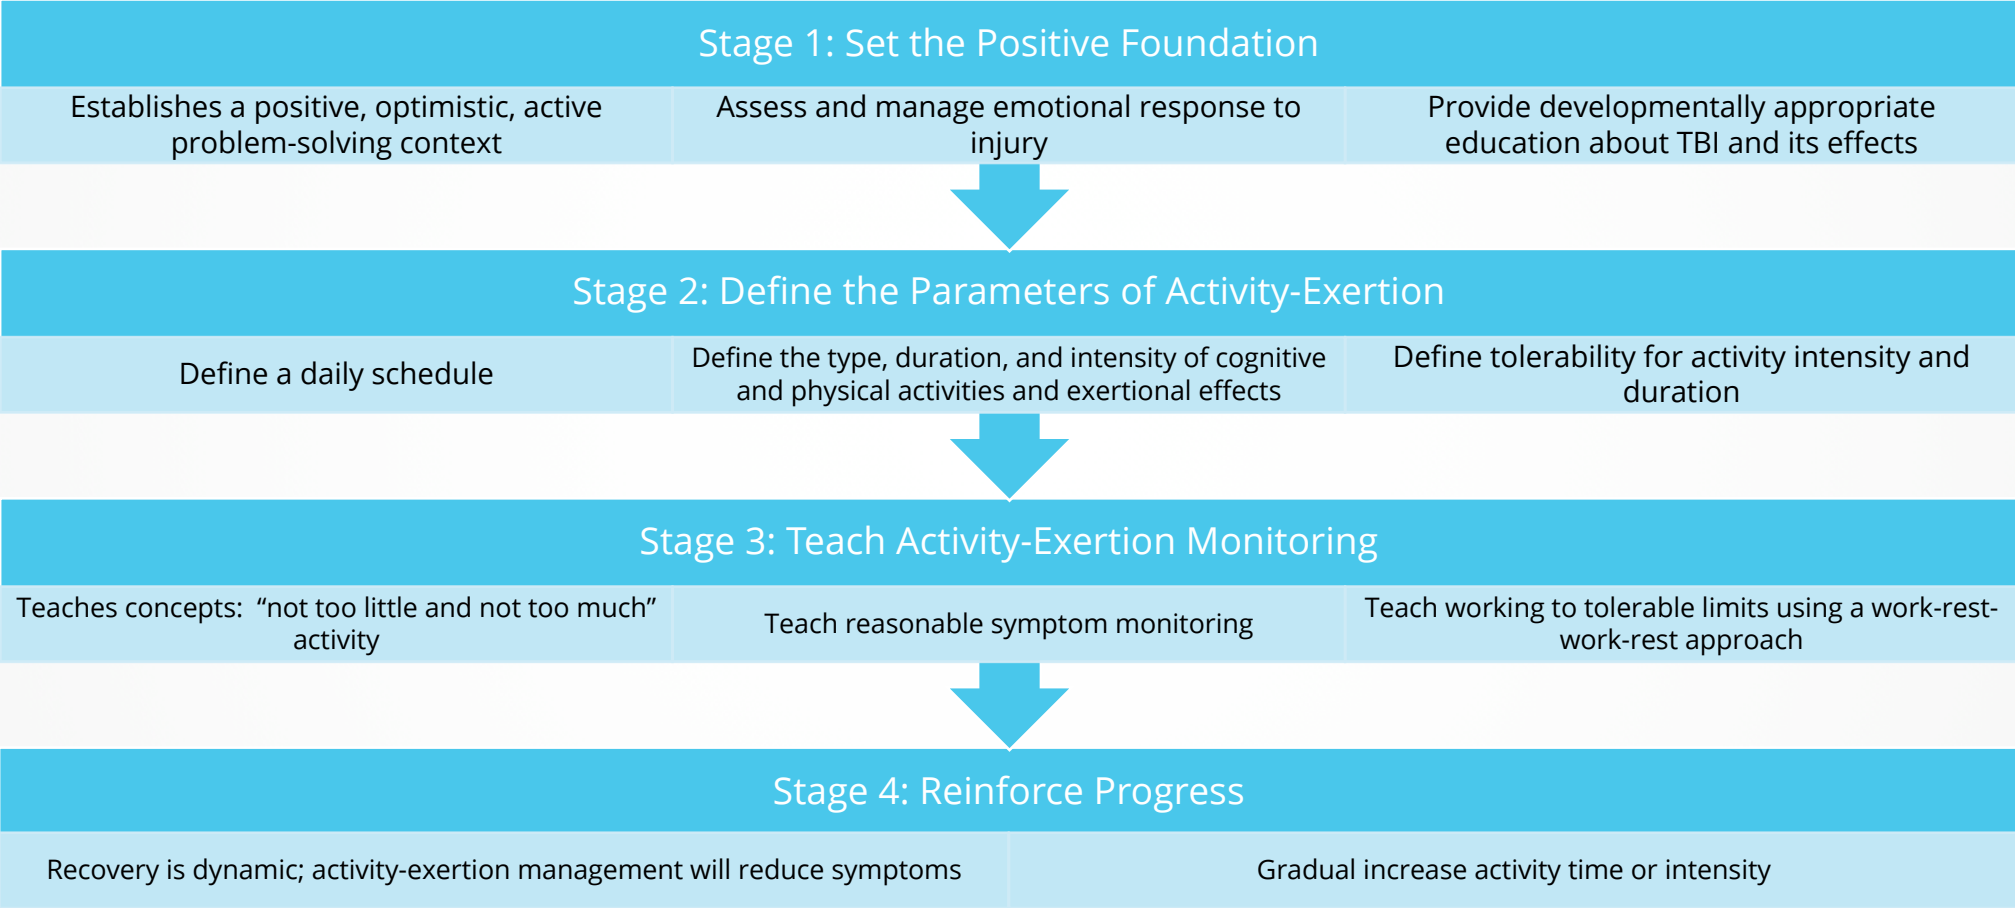 Stage 1: Set the Positive Foundation
Establishes a positive, optimistic, active
problem-solving context
Assess and manage emotional response to
injury
Provide developmentally appropriate
education about TBI and its effects
Stage 2: Define the Parameters of Activity-Exertion
Define a daily schedule
Define the type, duration, and intensity of cognitive
and physical activities and exertional effects
Define tolerability for activity intensity and
duration
Stage 3: Teach Activity-Exertion Monitoring
Teaches concepts:  “not too little and not too much”
activity
Teach reasonable symptom monitoring
Teach working to tolerable limits using a work-rest-
work-rest approach
Stage 4: Reinforce Progress
Recovery is dynamic; activity-exertion management will reduce symptoms
Gradual increase activity time or intensity